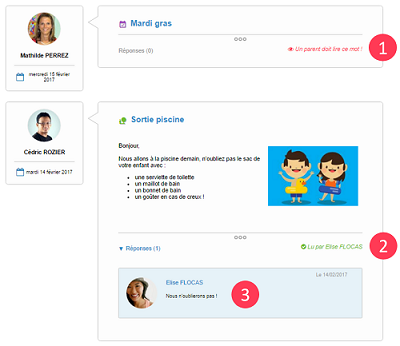 Mardi gras
Mathilde PERREZ
mercredi 15 février
2017
Réponses (0)
Un parent doit lire ce mot !
1
Sortie piscine
Cédric ROZIER
mardi 14 février 2017
Bonjour,
Nous allons à la piscine demain, n'oubliez pas le sac de
votre enfant avec :
une serviette de toilette
un maillot de bain
un bonnet de bain
un goûter en cas de creux !
Réponses (1)
Lu par Elise FLOCAS
2
Le 14/02/2017
Elise FLOCAS
Nous n'oublierons pas !
3